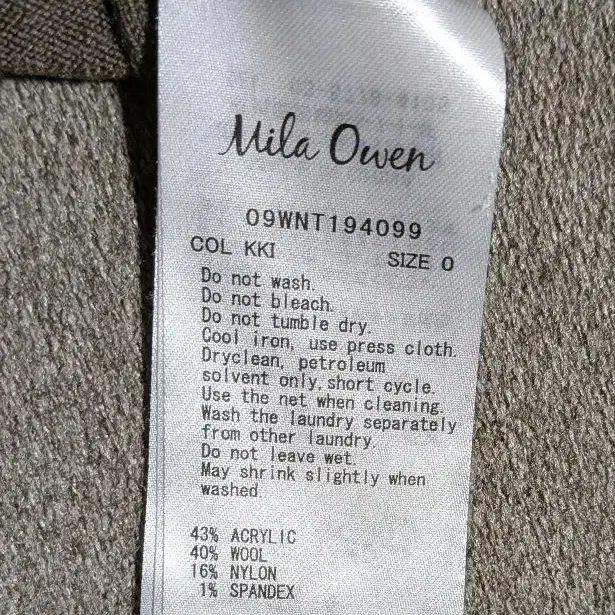 Mila Owen
09WNT194099
COL KKI SIZE 0
Do not wash.
Do not bleach.
Do not tumble dry.
Cool iron, use press cloth.
Dryclean, petroleum
solvent only, short cycle.
Use the net when cleaning.
Wash the laundry separately
from other laundry.
Do not leave wet.
May shrink slightly when
washed.
43% ACRYLIC
40% WOOL
16% NYLON
1% SPANDEX